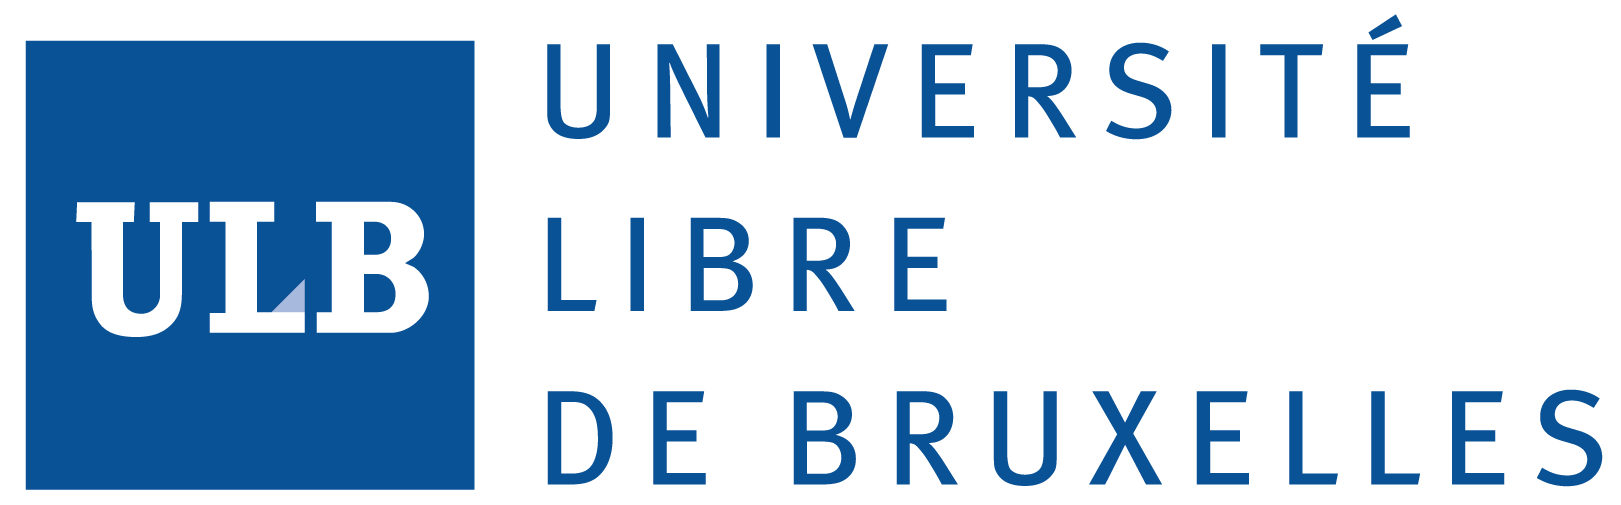 ULB
UNIVERSITÉ
LIBRE
DE BRUXELLES